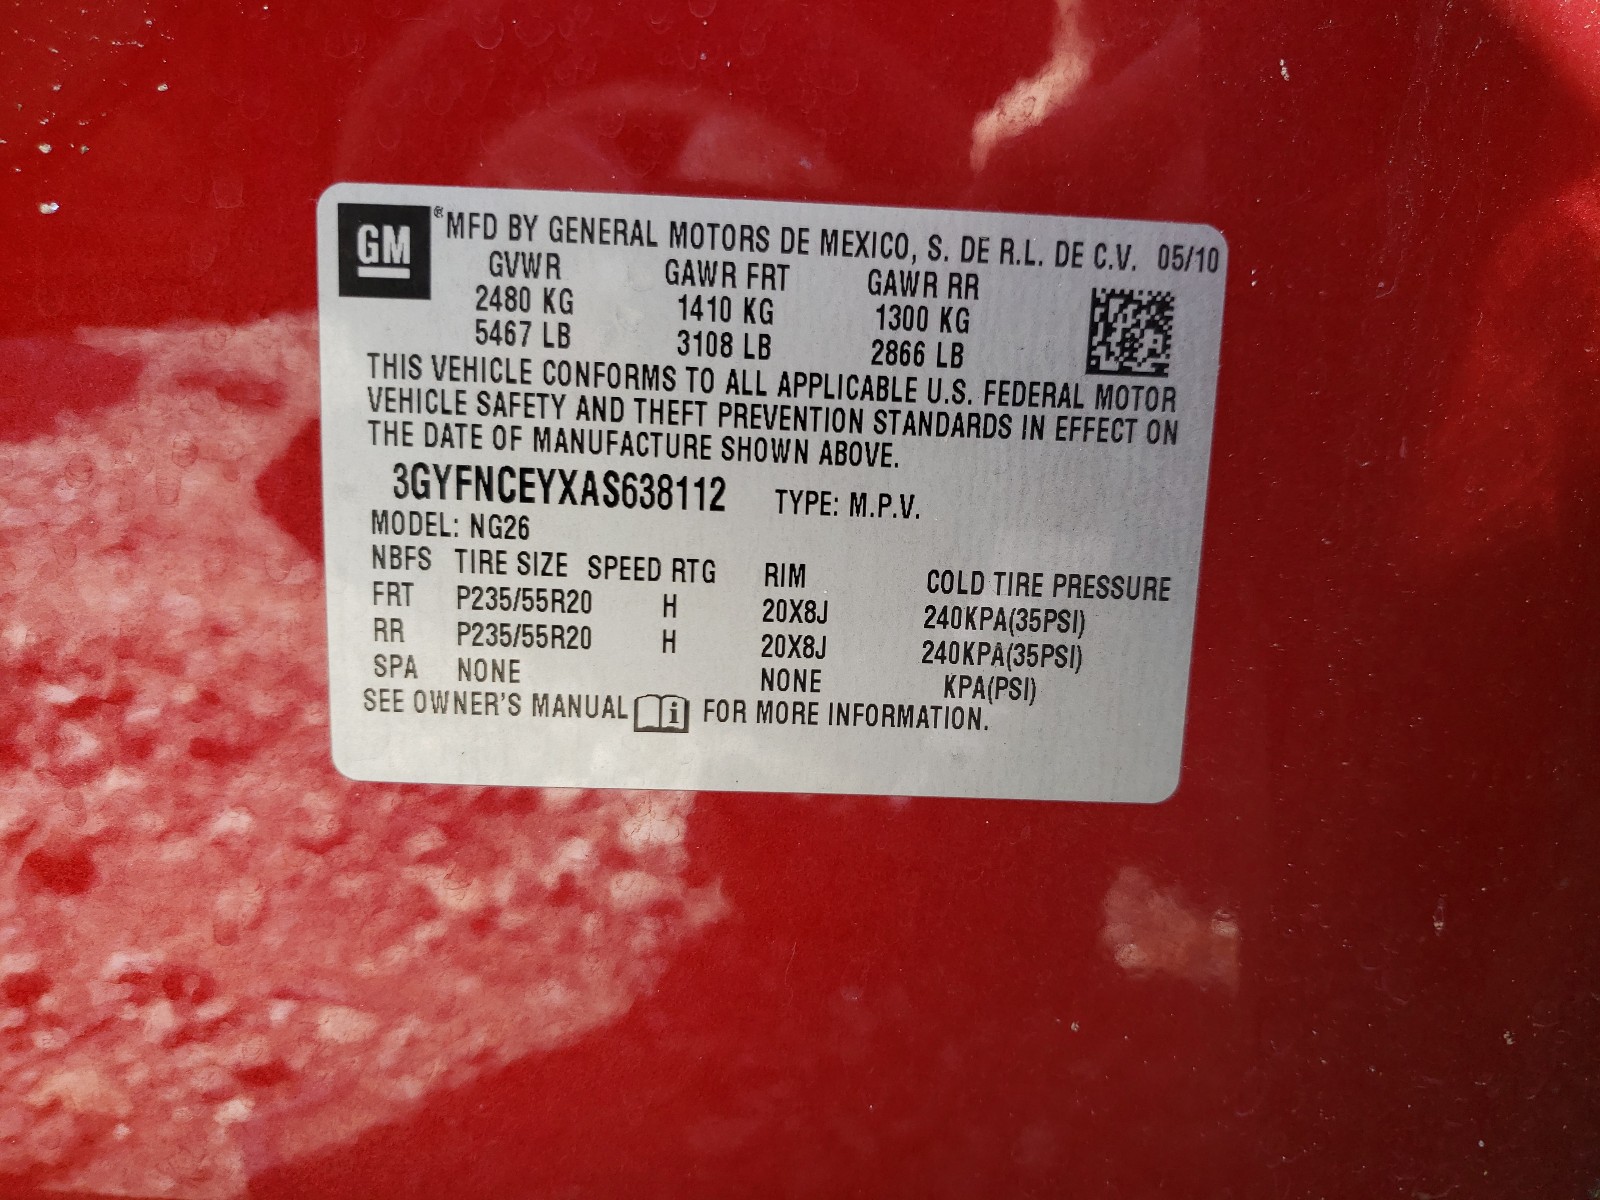 GM ® MFD BY GENERAL MOTORS DE MEXICO, S. DE R.L. DE C.V. 05/10
GVWR GAWR FRT GAWR RR
2480 KG 1410 KG 1300 KG
5467 LB 3108 LB 2866 LB
THIS VEHICLE CONFORMS TO ALL APPLICABLE U.S. FEDERAL MOTOR
VEHICLE SAFETY AND THEFT PREVENTION STANDARDS IN EFFECT ON
THE DATE OF MANUFACTURE SHOWN ABOVE.
3GYFNCEYXAS638112 TYPE: M.P.V.
MODEL: NG26
NBFS TIRE SIZE SPEED RTG RIM COLD TIRE PRESSURE
FRT P235/55R20 H 20X8J 240KPA(35PSI)
RR P235/55R20 H 20X8J 240KPA(35PSI)
SPA NONE NONE KPA(PSI)
SEE OWNER'S MANUAL i FOR MORE INFORMATION.